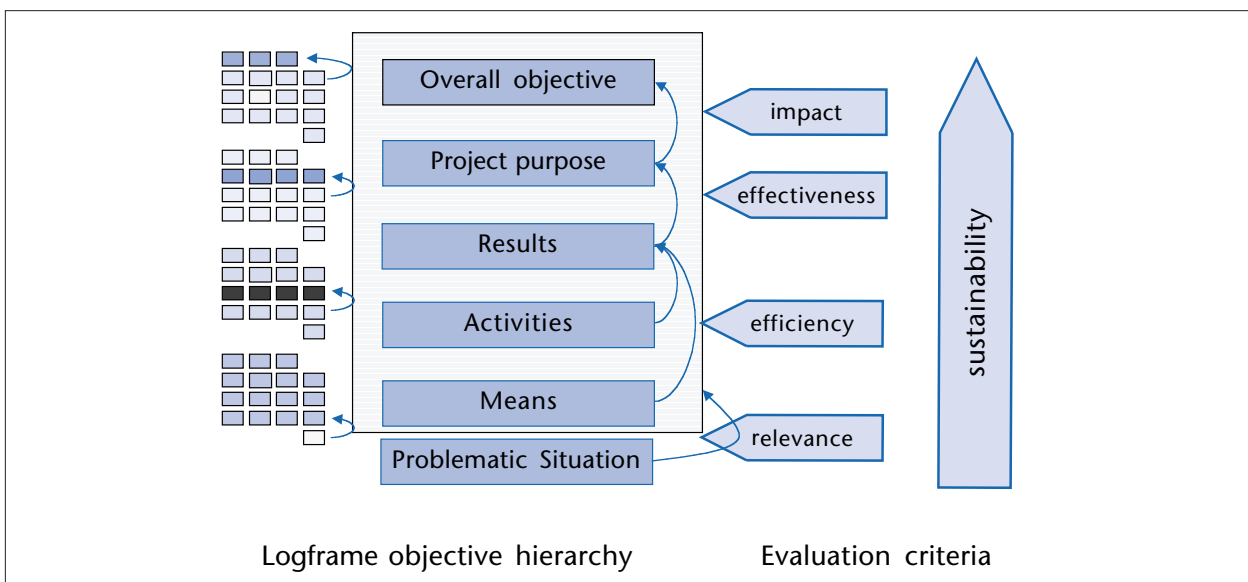 Overall objective
impact
Project purpose
effectiveness
Results
Activities
efficiency
Means
relevance
Problematic Situation
sustainability
Logframe objective hierarchy
Evaluation criteria